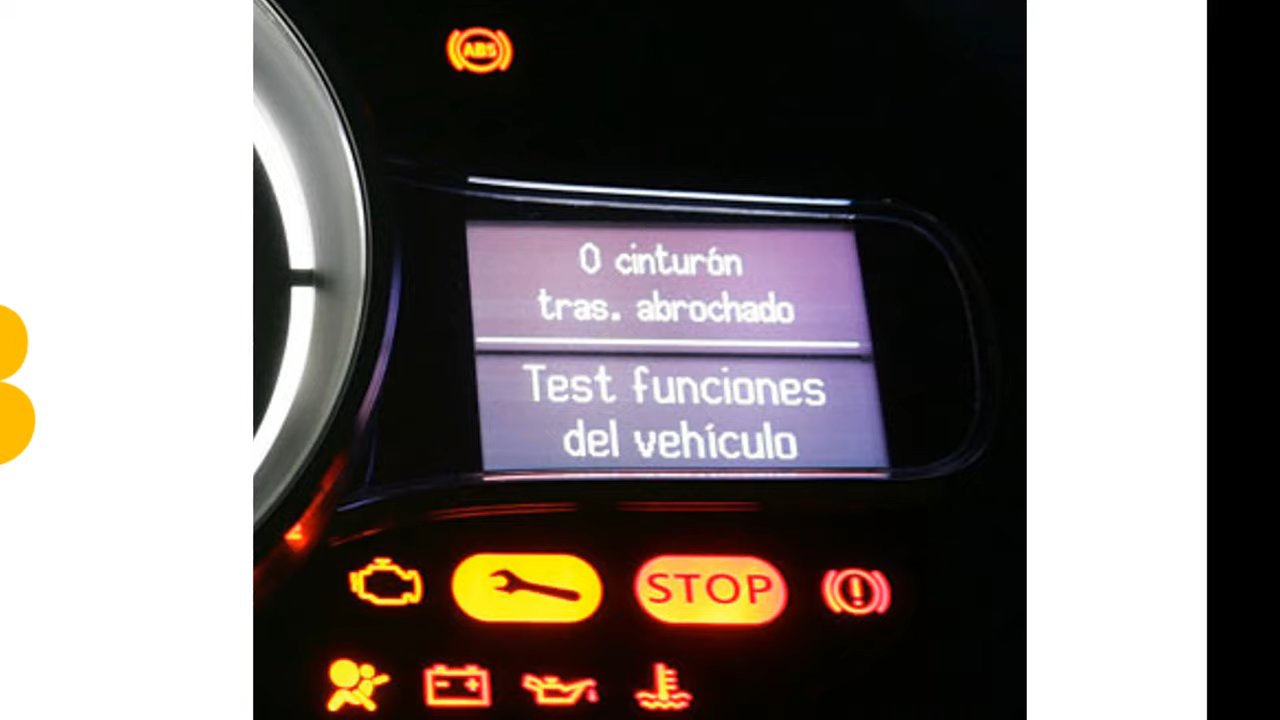 ABS
0 cinturón
tras. abrochado
Test funciones
del vehículo
STOP